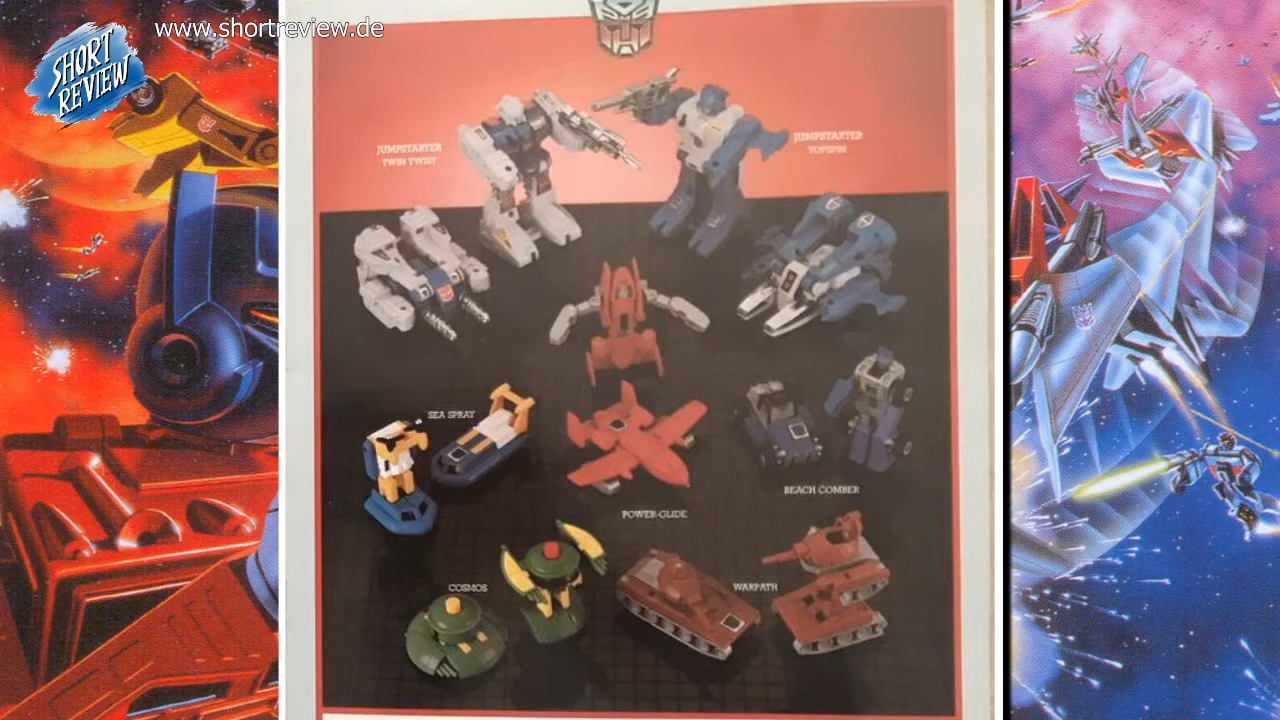 www.shortreview.de
SHORT
REVIEW
JUMPSTARTER
TWIN TWIST
JUMPSTARTER
TOPSPIN
SEA SPRAY
BEACH COMBER
POWER-GLIDE
COSMOS
WARPATH